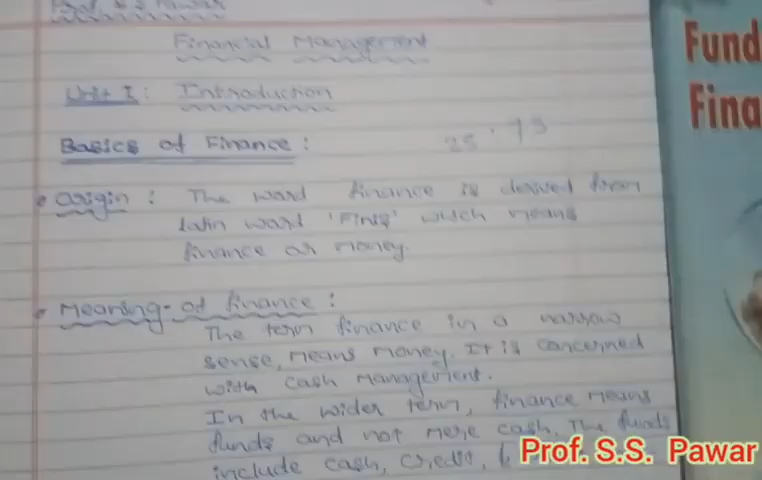 Financial Management
Unit I : Introduction
Basics of Finance :
25.75
• Origin : The word finance is derived from
latin word 'Finis' which means
finance or money.
• Meaning of finance :
The term finance in a narrow
sense, means money. It is concerned
with cash management.
In the wider term, finance means
funds and not mere cash. The funds
include cash, credit,
Fund
Fina
Prof. S.S. Pawar